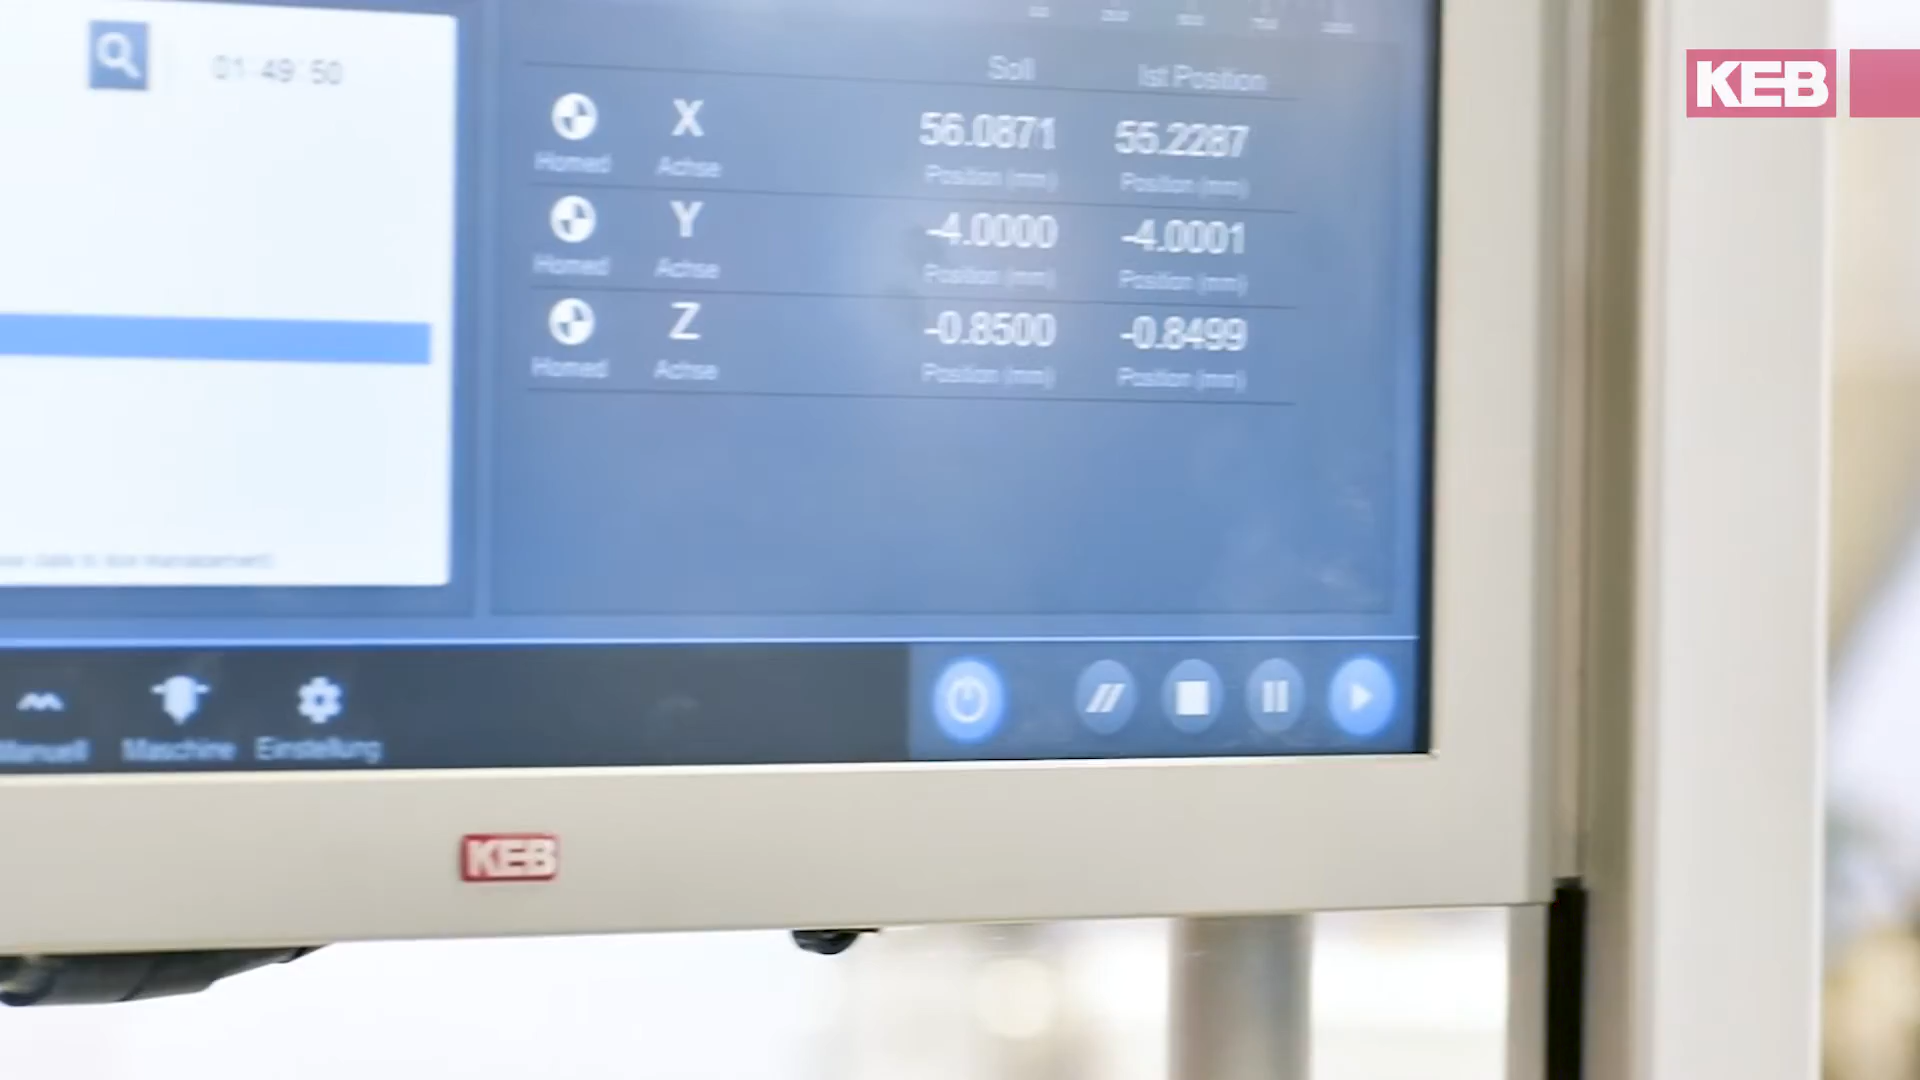 KEB
01:49:50
Soll Ist Position
X 56.0871 55.2287
Homed Achse Position (mm) Position (mm)
Y -4.0000 -4.0001
Homed Achse Position (mm) Position (mm)
Z -0.8500 -0.8499
Homed Achse Position (mm) Position (mm)
Manuell Maschine Einstellung
KEB